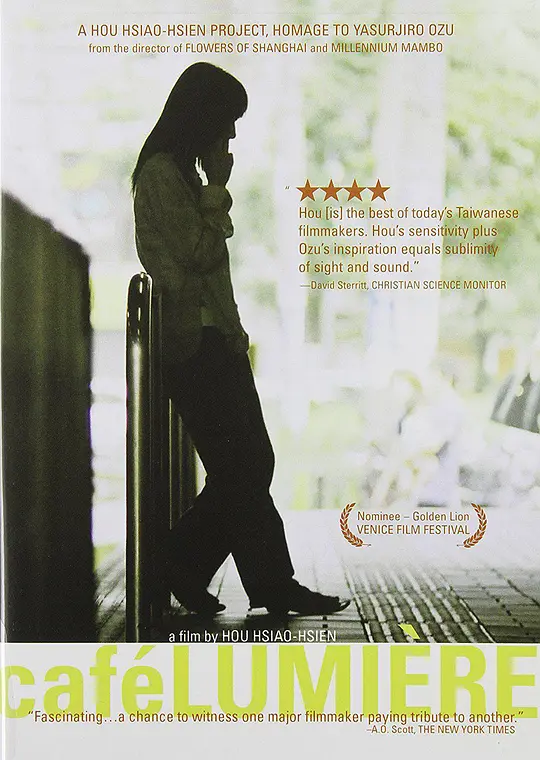 A HOU HSIAO-HSIEN PROJECT, HOMAGE TO YASURJIRO OZU
from the director of FLOWERS OF SHANGHAI and MILLENNIUM MAMBO
“★★★★
Hou [is] the best of today’s Taiwanese
filmmakers. Hou’s sensitivity plus
Ozu’s inspiration equals sublimity
of sight and sound.”
—David Sterritt, CHRISTIAN SCIENCE MONITOR
Nominee – Golden Lion
VENICE FILM FESTIVAL
a film by HOU HSIAO-HSIEN
caféLUMIÈRE
“Fascinating...a chance to witness one major filmmaker paying tribute to another.”
–A.O. Scott, THE NEW YORK TIMES